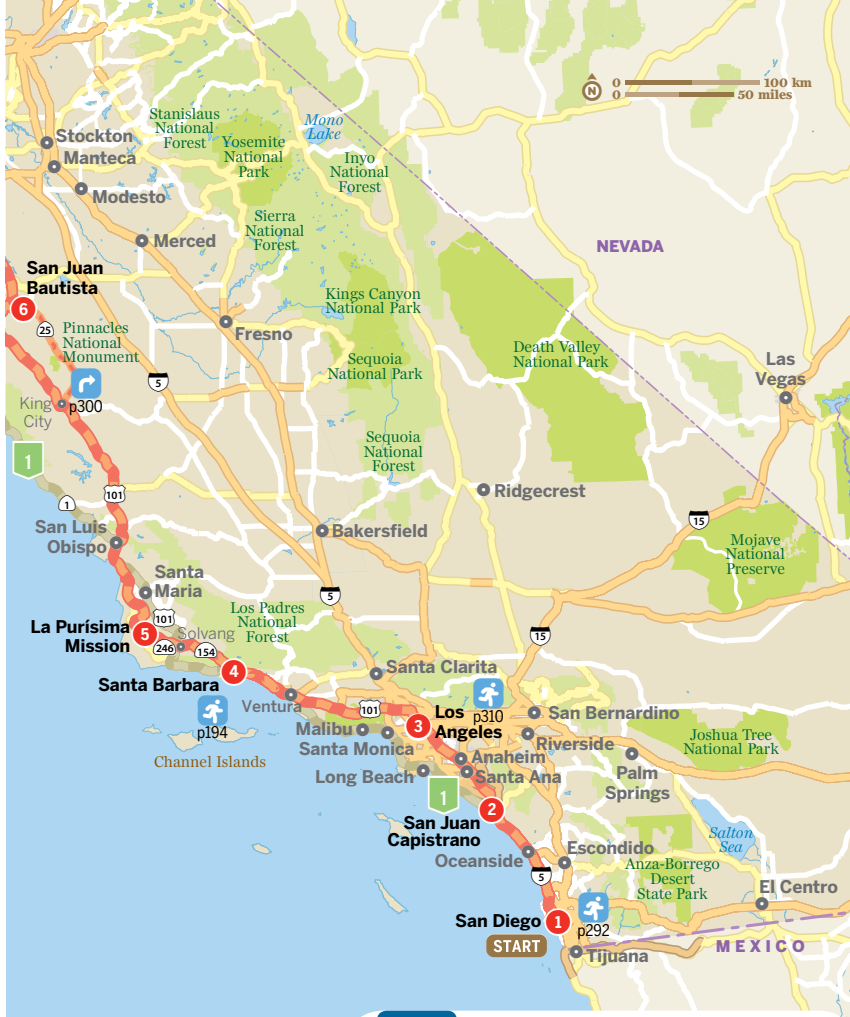 0 100 km
0 50 miles
N
Stanislaus
National
Forest
Mono
Lake
Stockton
Manteca
Yosemite
National
Park
Inyo
National
Forest
Modesto
Sierra
National
Forest
Merced
NEVADA
San Juan
Bautista
6
25
Kings Canyon
National Park
Pinnacles
National
Monument
Fresno
Death Valley
National Park
Sequoia
National Park
Las
Vegas
5
King
City
p300
Sequoia
National
Forest
1
101
1
Ridgecrest
15
San Luis
Obispo
Bakersfield
Mojave
National
Preserve
Santa
Maria
5
Los Padres
National
Forest
101
La Purísima
Mission
5
Solvang
246
154
15
4
Santa Barbara
Santa Clarita
p310
Ventura
101
p194
Los
Angeles
3
San Bernardino
Malibu
Santa Monica
Riverside
Joshua Tree
National Park
Channel Islands
Anaheim
Long Beach
Santa Ana
Palm
Springs
1
2
San Juan
Capistrano
Salton
Sea
Oceanside
Escondido
5
Anza-Borrego
Desert
State Park
El Centro
San Diego
1
p292
START
MEXICO
Tijuana